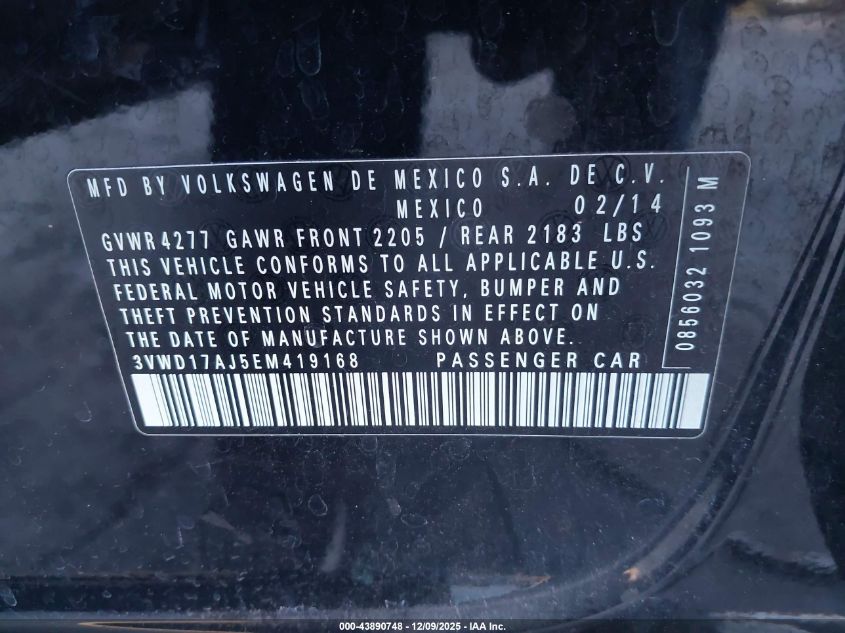 MFD BY VOLKSWAGEN DE MEXICO S.A. DE C.V.
MEXICO 02/14
GVWR 4277 GAWR FRONT 2205 / REAR 2183 LBS
THIS VEHICLE CONFORMS TO ALL APPLICABLE U.S.
FEDERAL MOTOR VEHICLE SAFETY, BUMPER AND
THEFT PREVENTION STANDARDS IN EFFECT ON
THE DATE OF MANUFACTURE SHOWN ABOVE.
3VWD17AJ5EM419168 PASSENGER CAR
0856032 1093 M
000-43890748 - 12/09/2025 - IAA Inc.